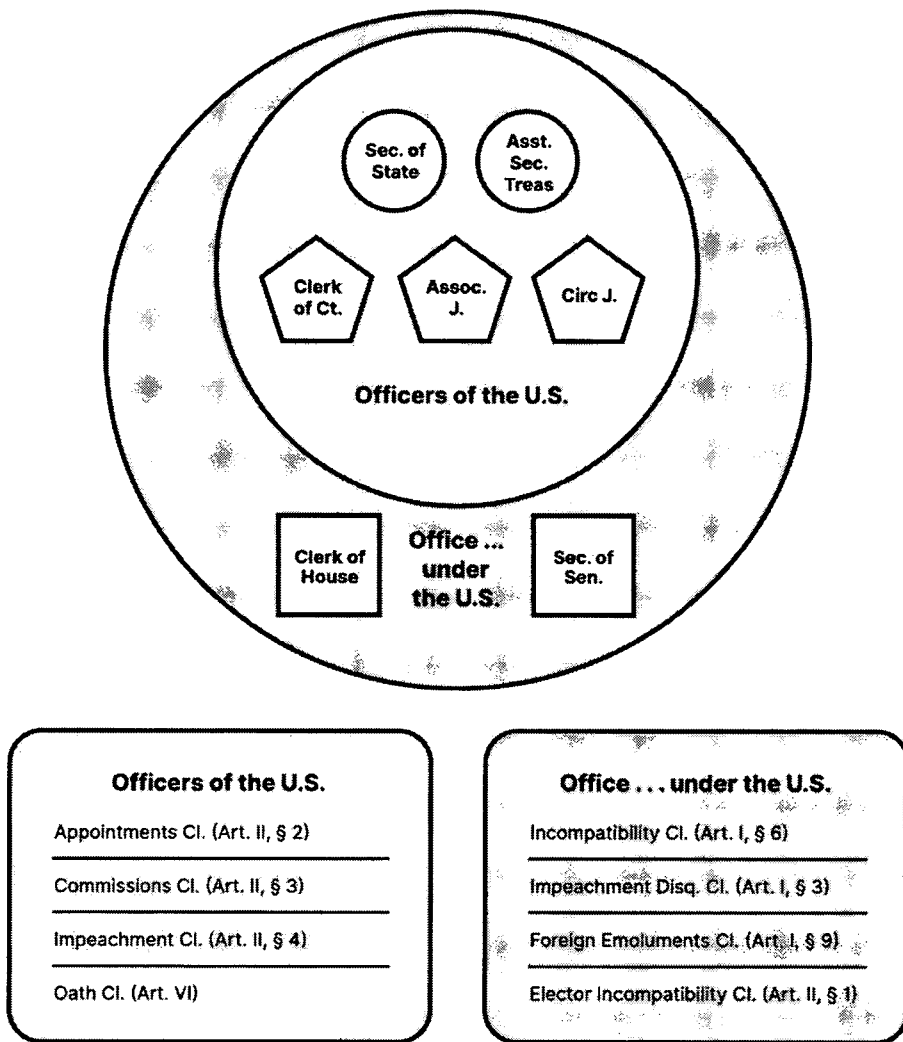 Sec. of
State
Asst.
Sec.
Treas
Clerk
of Ct.
Assoc.
J.
Circ J.
Officers of the U.S.
Clerk of
House
Office ...
under
the U.S.
Sec. of
Sen.
Officers of the U.S.
Appointments Cl. (Art. II, § 2)
Commissions Cl. (Art. II, § 3)
Impeachment Cl. (Art. II, § 4)
Oath Cl. (Art. VI)
Office ... under the U.S.
Incompatibility Cl. (Art. I, § 6)
Impeachment Disq. Cl. (Art. I, § 3)
Foreign Emoluments Cl. (Art. I, § 9)
Elector Incompatibility Cl. (Art. II, § 1)